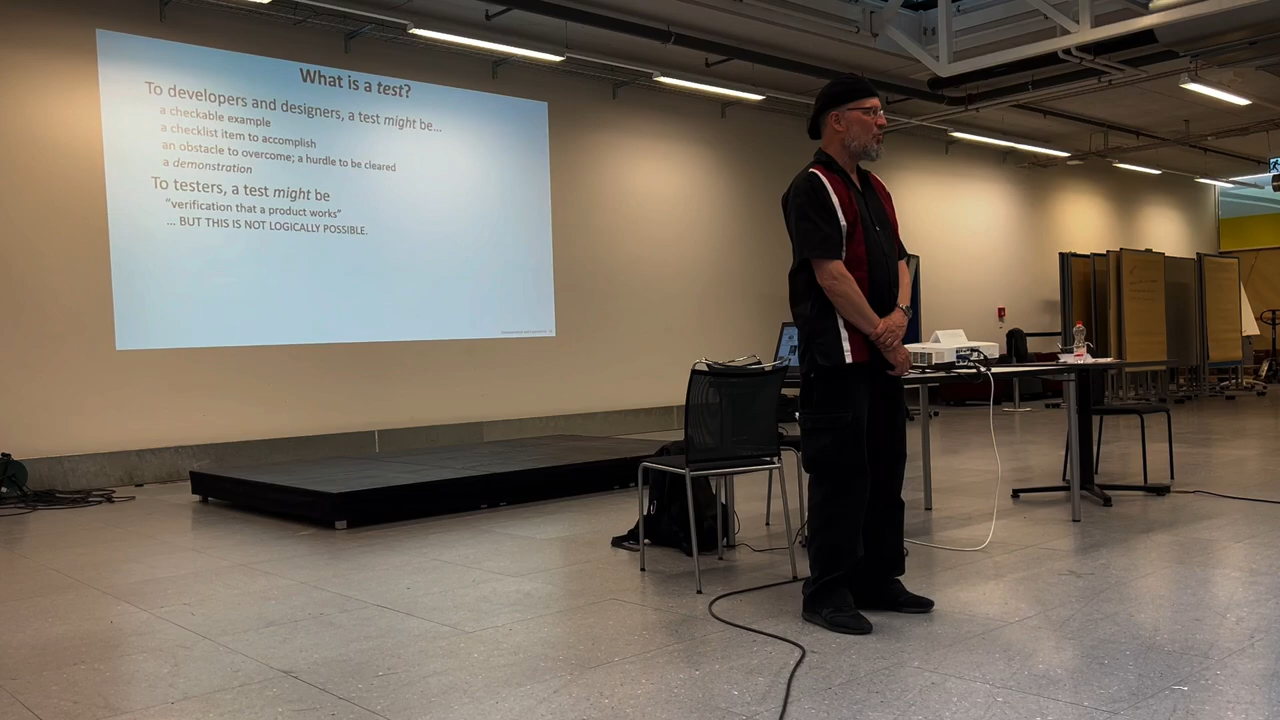 What is a test?
To developers and designers, a test might be...
a checkable example
a checklist item to accomplish
an obstacle to overcome; a hurdle to be cleared
a demonstration
To testers, a test might be
“verification that a product works”
... BUT THIS IS NOT LOGICALLY POSSIBLE.